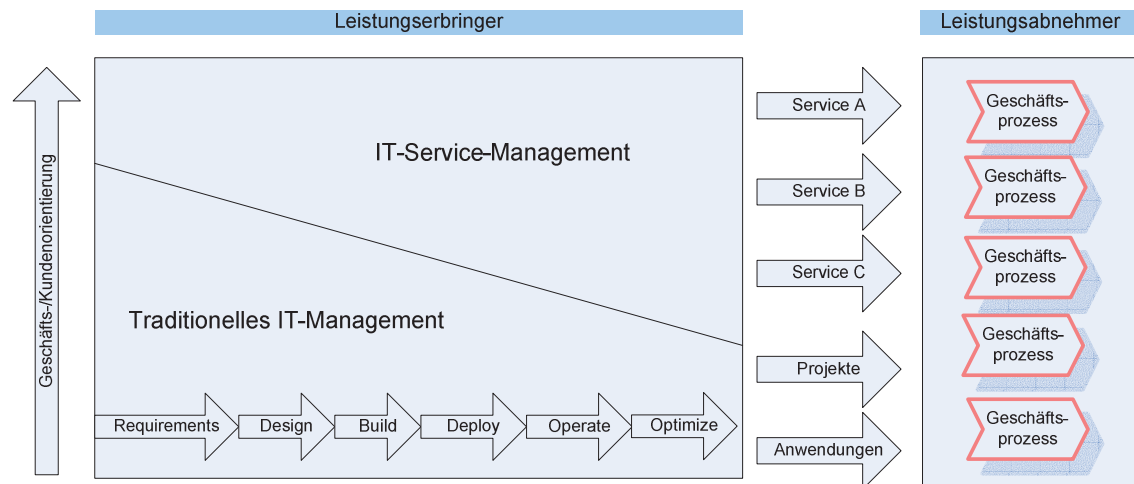 Leistungserbringer
Leistungsabnehmer
Geschäfts-/Kundenorientierung
IT-Service-Management
Traditionelles IT-Management
Requirements
Design
Build
Deploy
Operate
Optimize
Service A
Service B
Service C
Projekte
Anwendungen
Geschäfts-
prozess
Geschäfts-
prozess
Geschäfts-
prozess
Geschäfts-
prozess
Geschäfts-
prozess